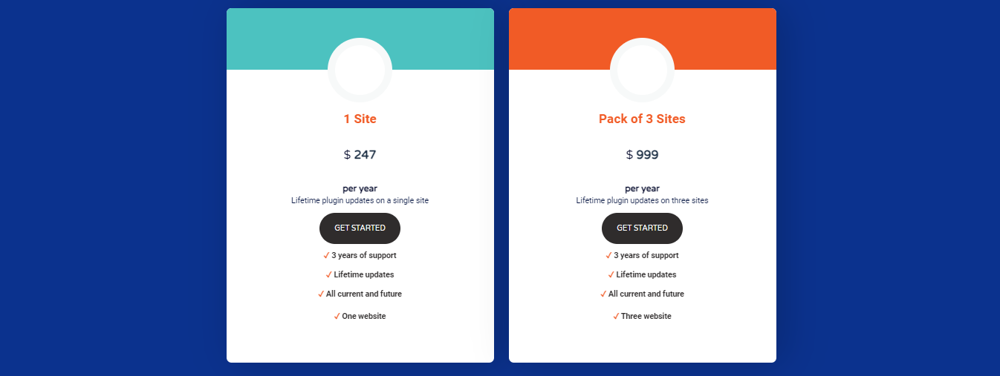 1 Site
$ 247
per year
Lifetime plugin updates on a single site
GET STARTED
✓ 3 years of support
✓ Lifetime updates
✓ All current and future
✓ One website
Pack of 3 Sites
$ 999
per year
Lifetime plugin updates on three sites
GET STARTED
✓ 3 years of support
✓ Lifetime updates
✓ All current and future
✓ Three website